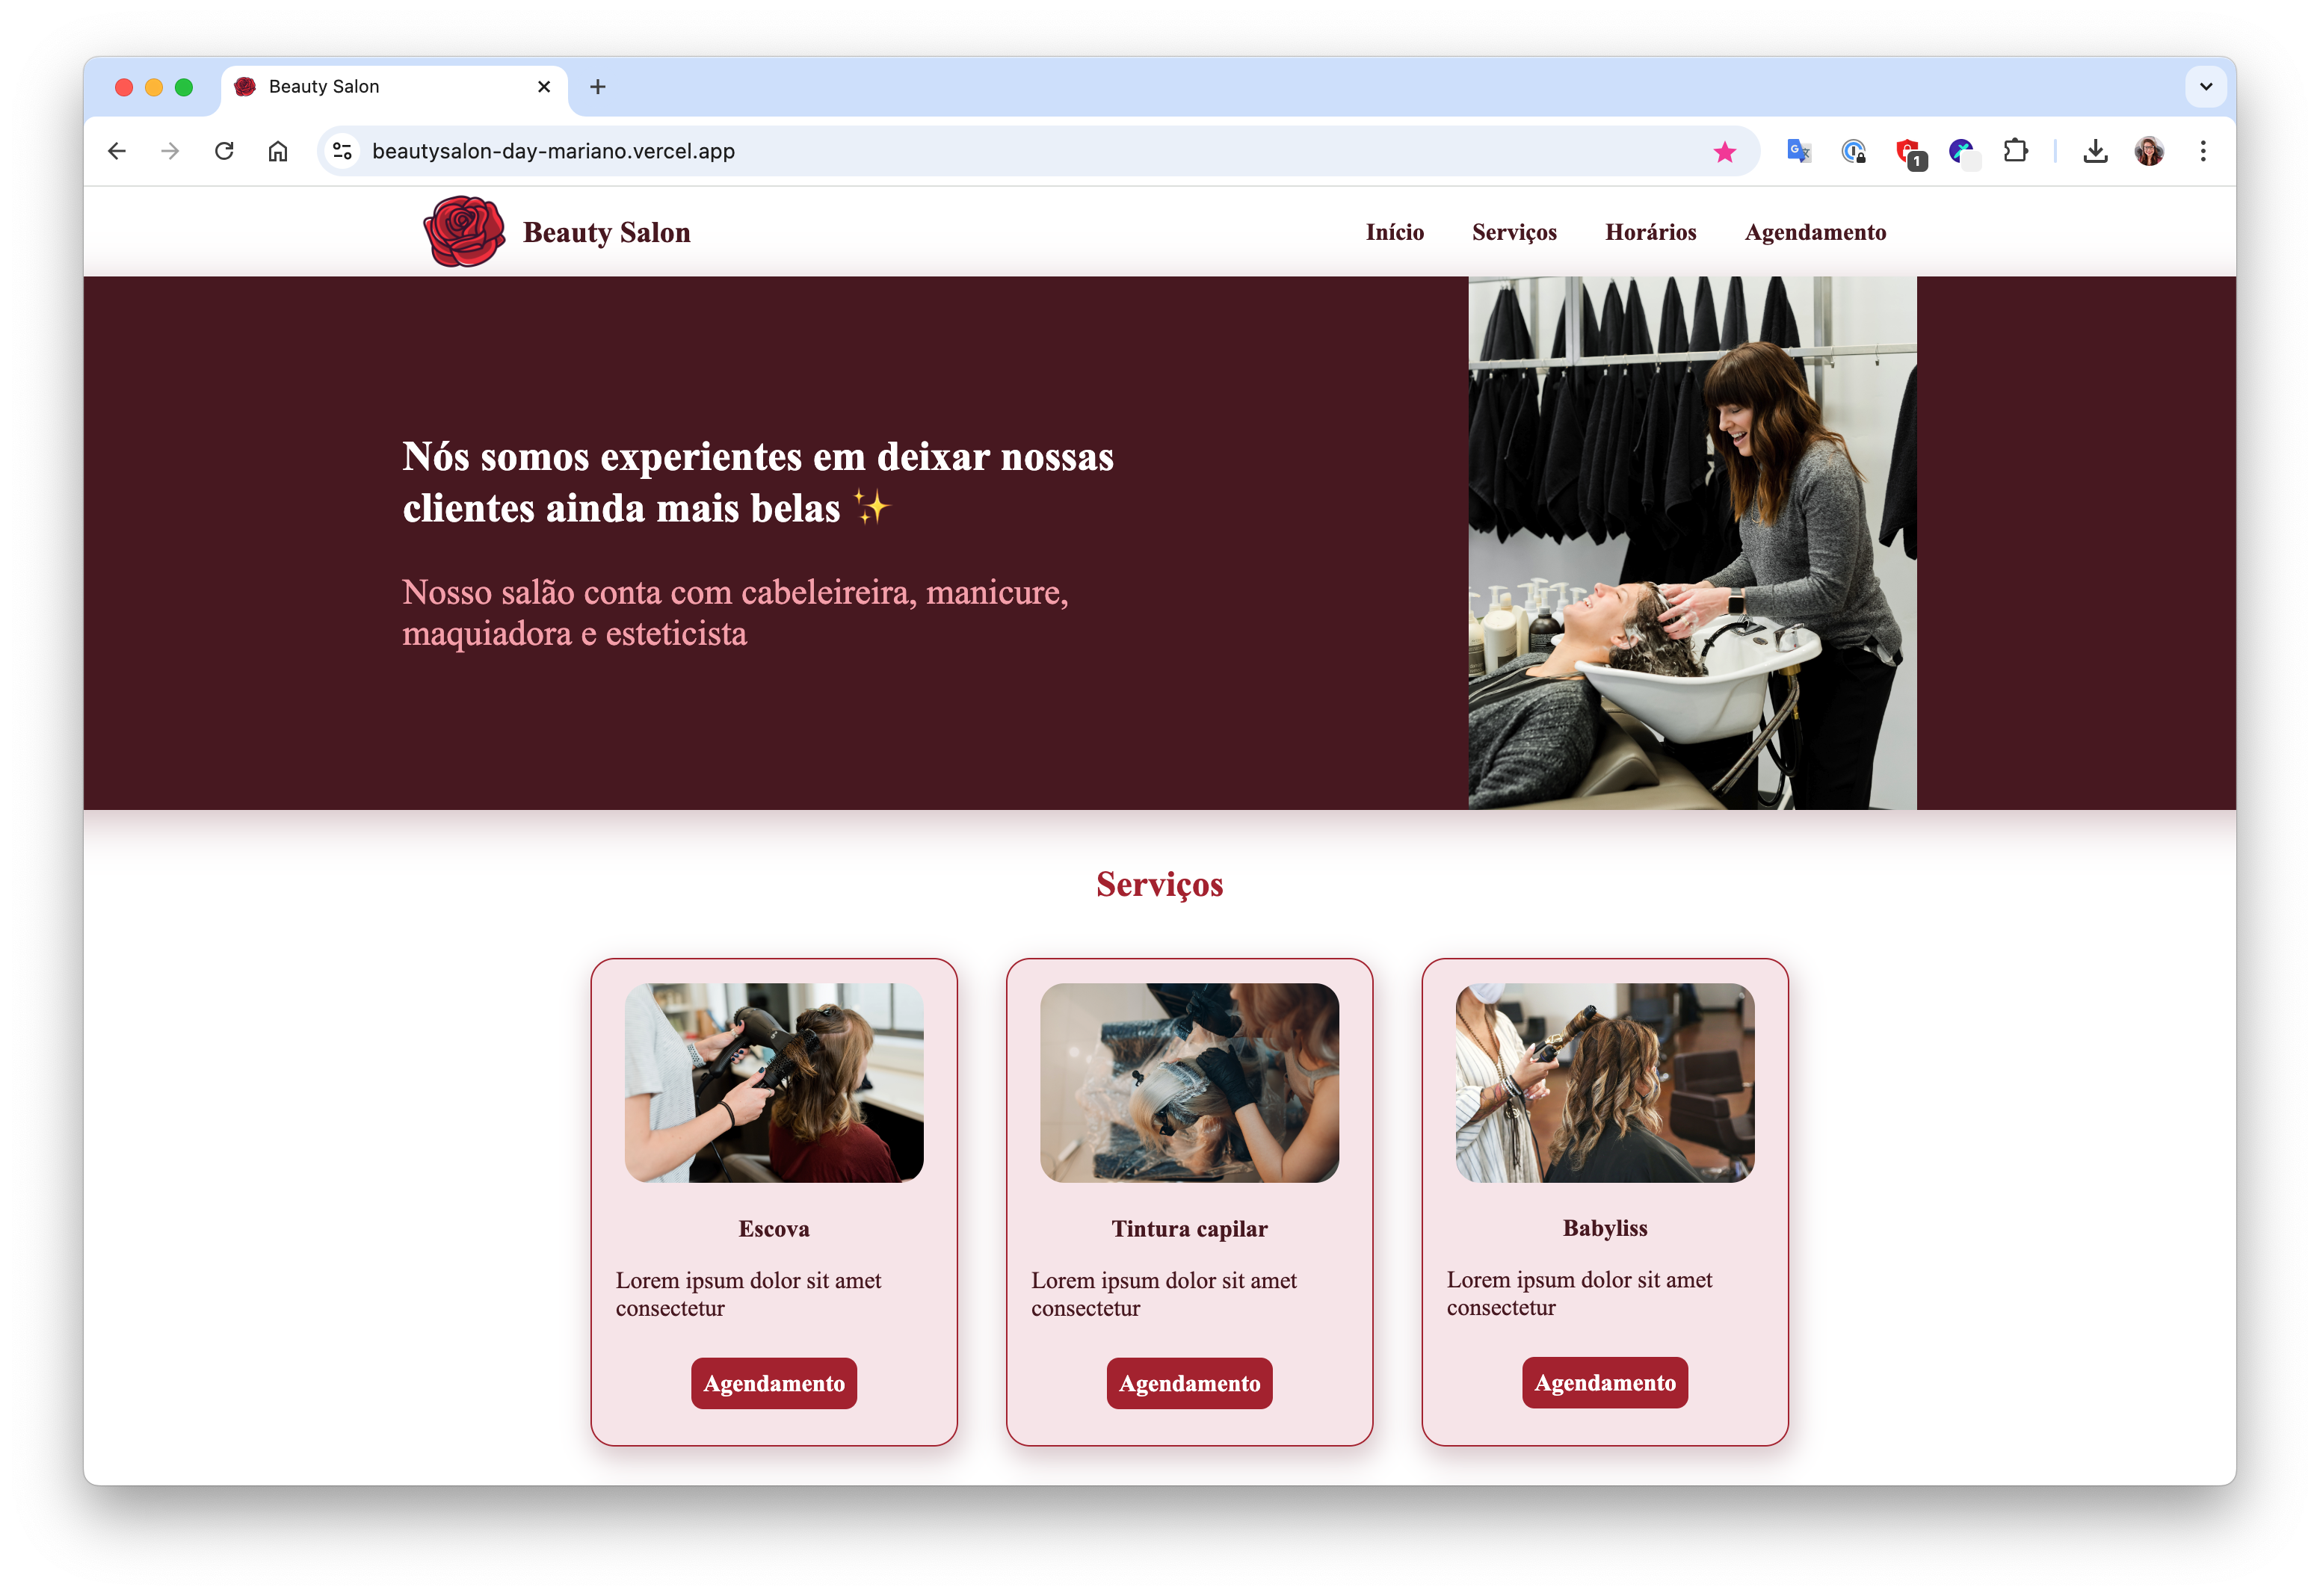 Beauty Salon
beautysalon-day-mariano.vercel.app
1
Beauty Salon
Início Serviços Horários Agendamento
Nós somos experientes em deixar nossas
clientes ainda mais belas ✨
Nosso salão conta com cabeleireira, manicure,
maquiadora e esteticista
Serviços
Escova
Lorem ipsum dolor sit amet
consectetur
Agendamento
Tintura capilar
Lorem ipsum dolor sit amet
consectetur
Agendamento
Babyliss
Lorem ipsum dolor sit amet
consectetur
Agendamento